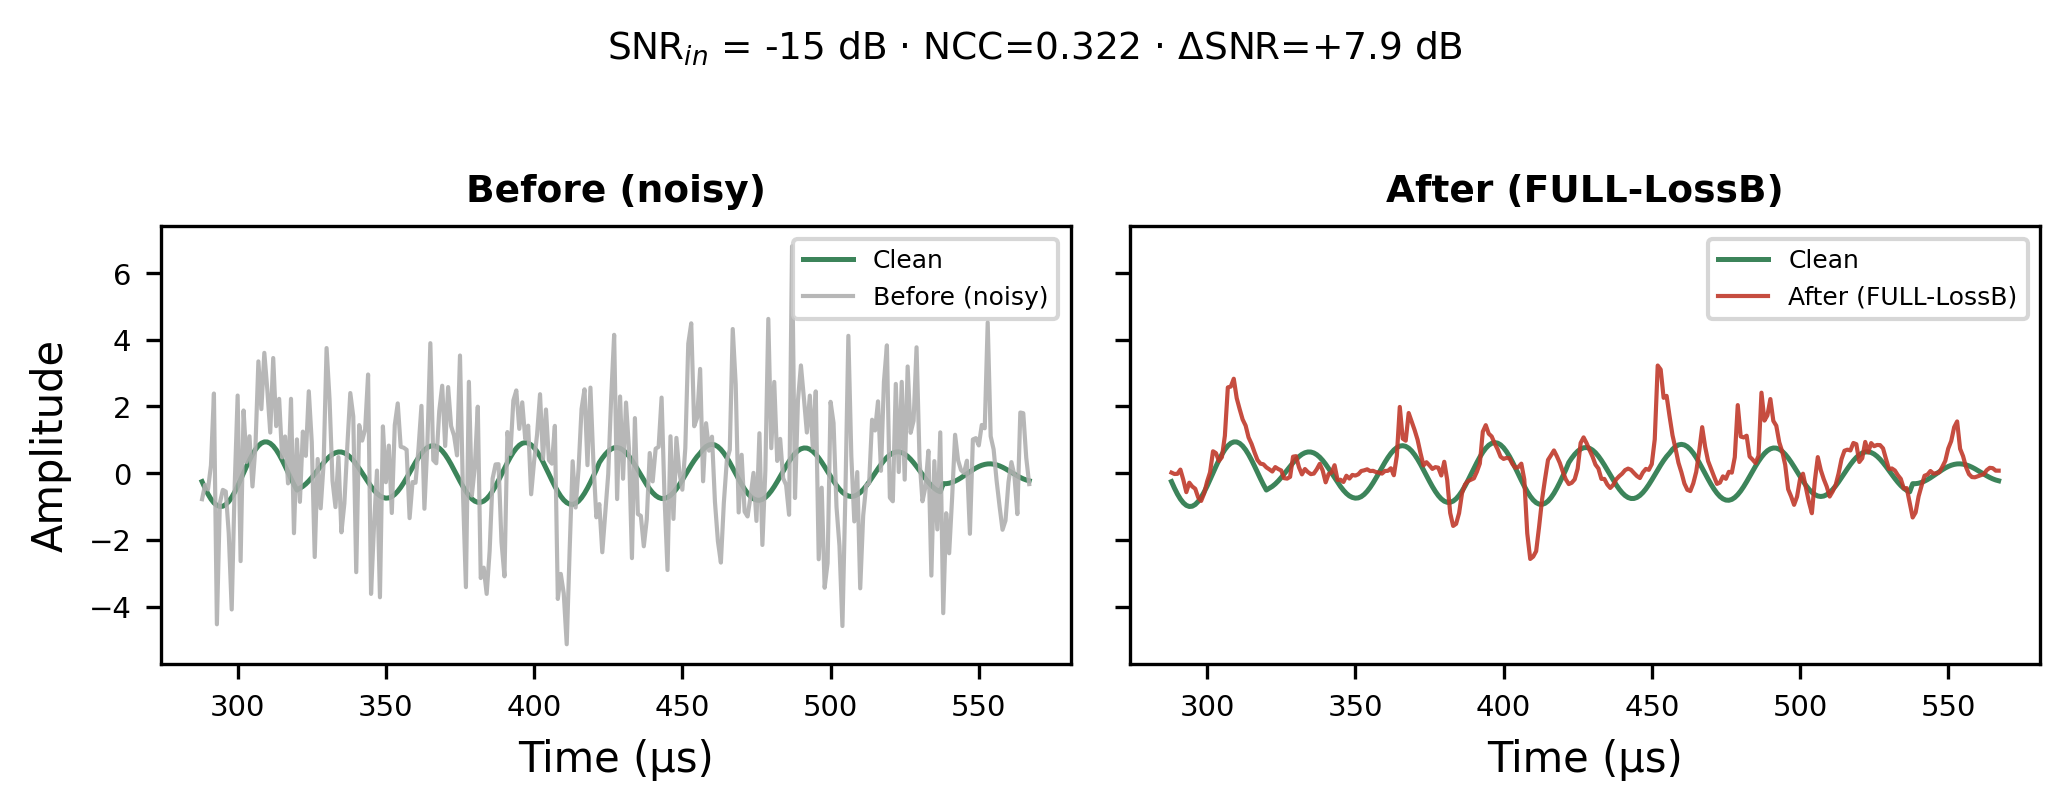 SNRin = -15 dB · NCC=0.322 · ΔSNR=+7.9 dB
Before (noisy)
After (FULL-LossB)
Clean
Before (noisy)
Clean
After (FULL-LossB)
Amplitude
6
4
2
0
−2
−4
300 350 400 450 500 550
300 350 400 450 500 550
Time (µs)
Time (µs)